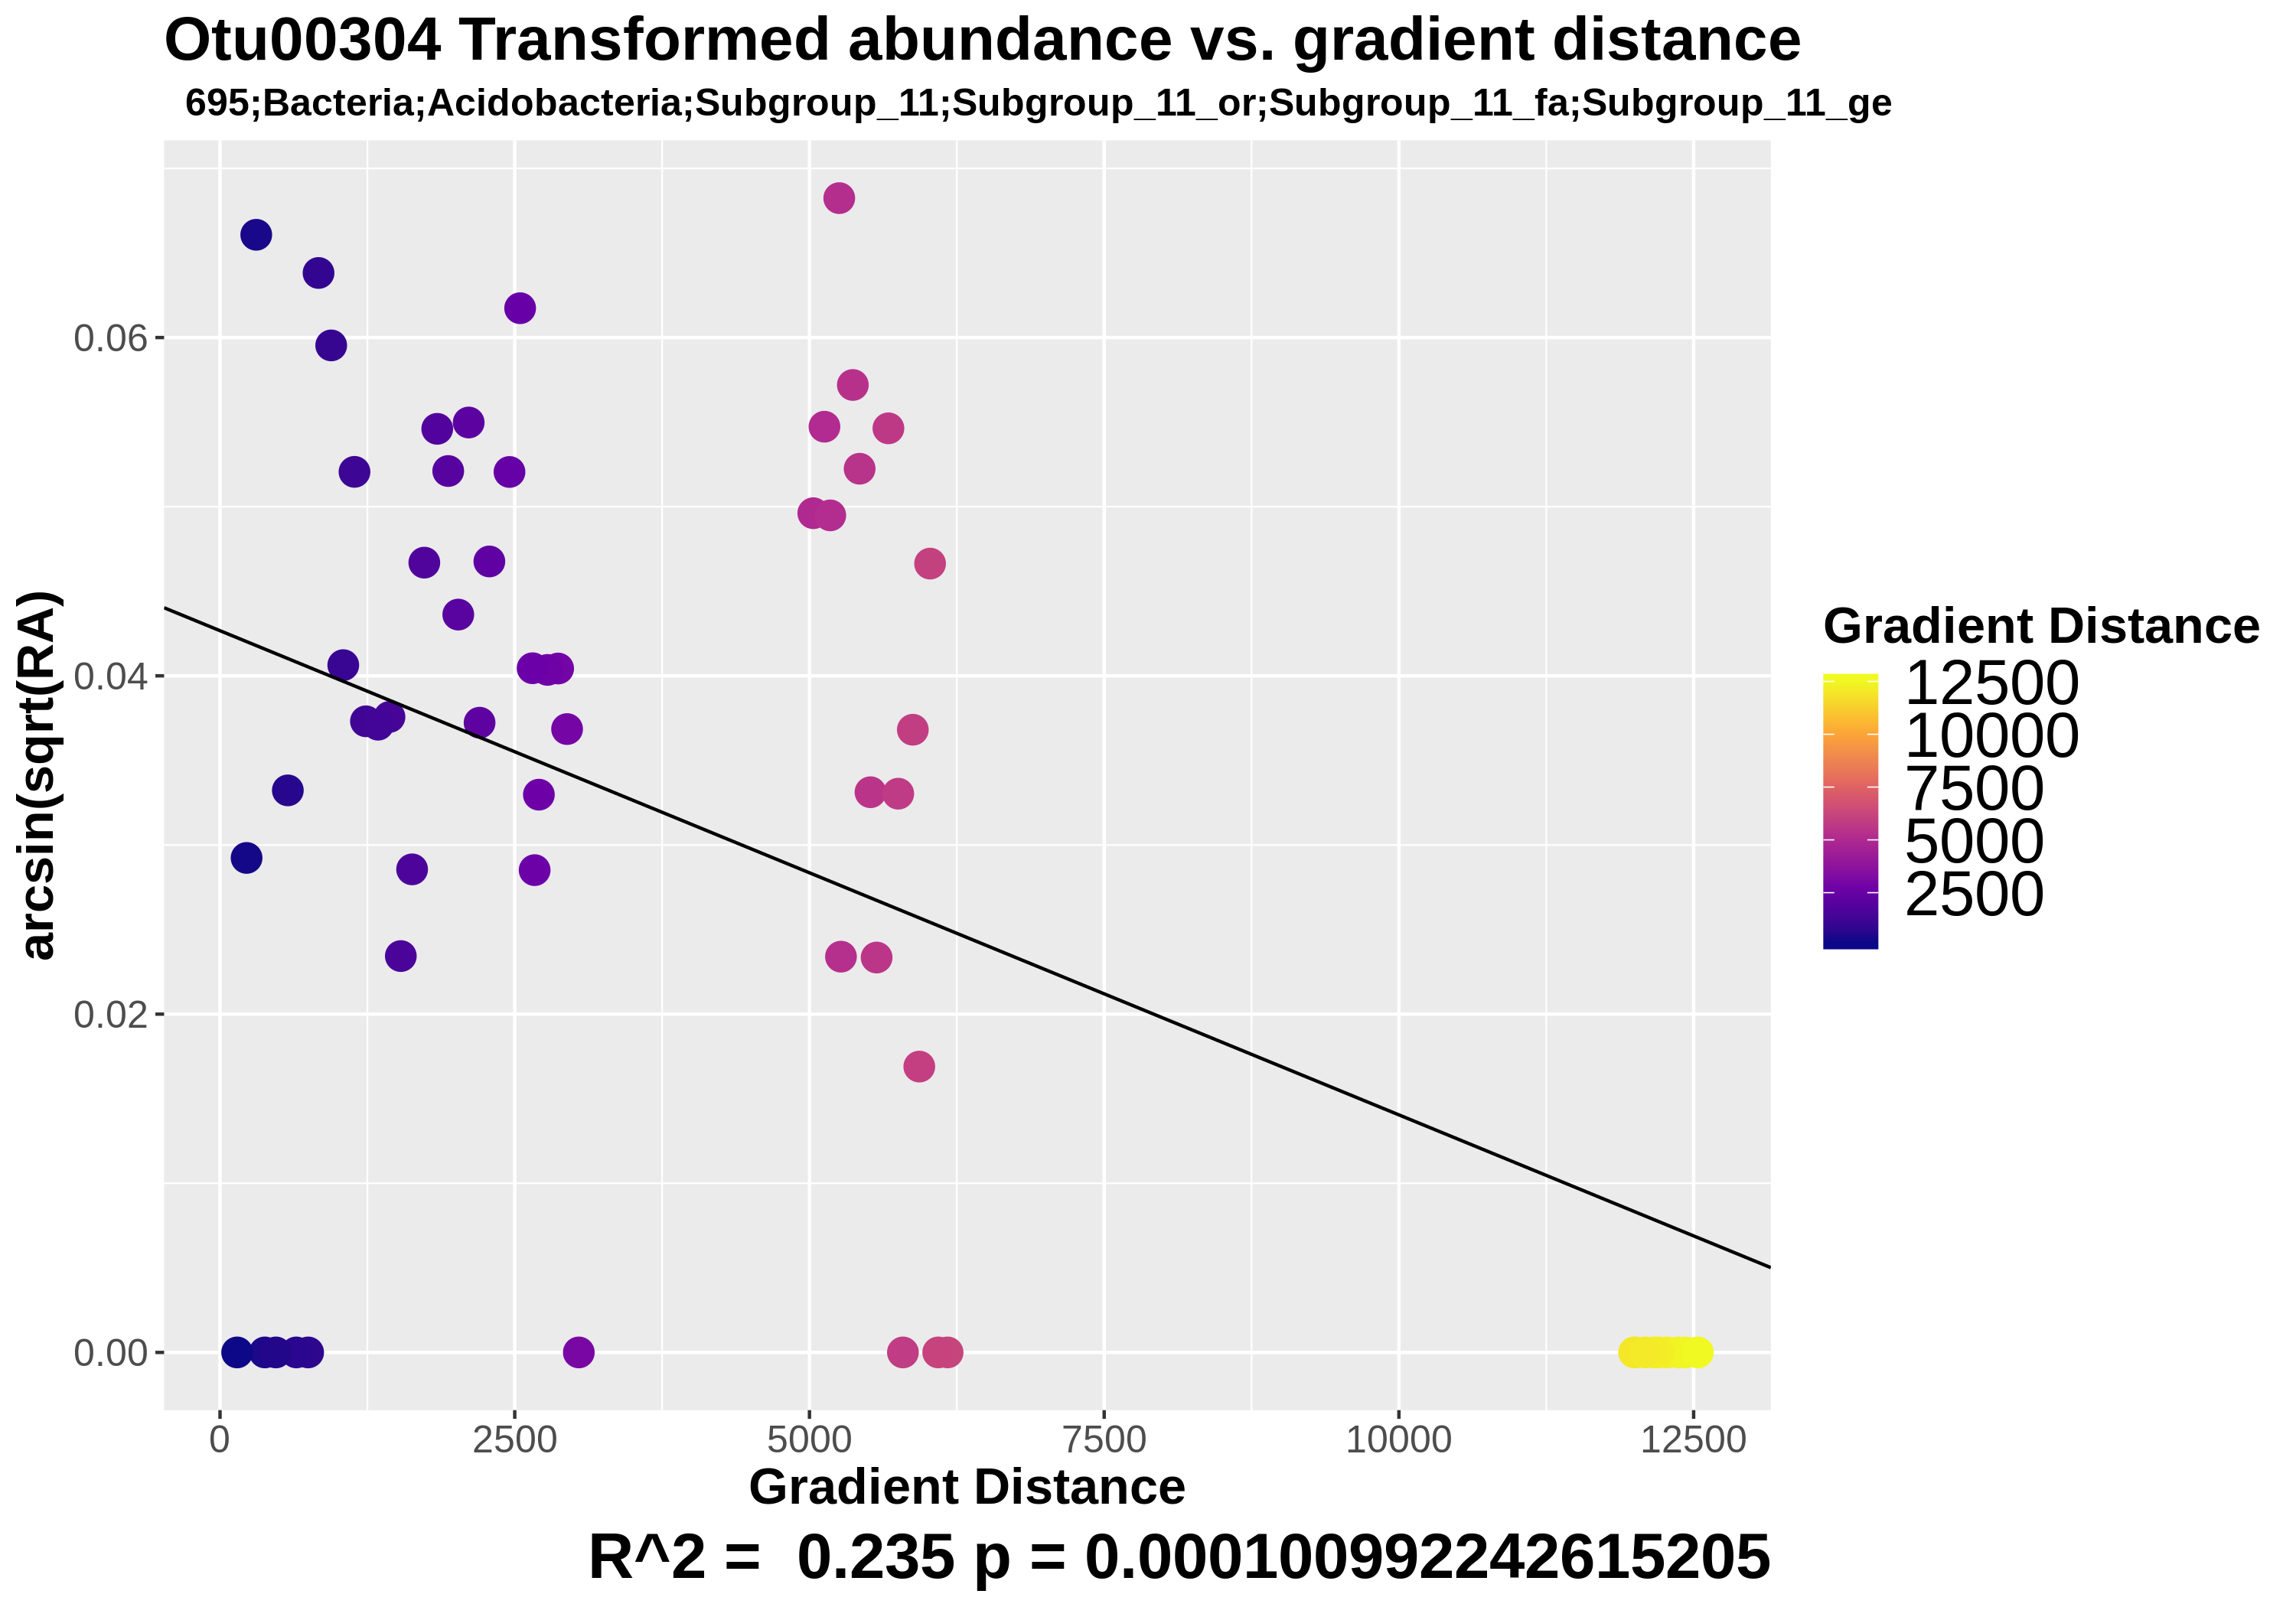 Otu00304 Transformed abundance vs. gradient distance
695;Bacteria;Acidobacteria;Subgroup_11;Subgroup_11_or;Subgroup_11_fa;Subgroup_11_ge
arcsin(sqrt(RA)
0.06
0.04
0.02
0.00
0 2500 5000 7500 10000 12500
Gradient Distance
R^2 =  0.235 p = 0.000100992242615205
Gradient Distance
12500
10000
7500
5000
2500